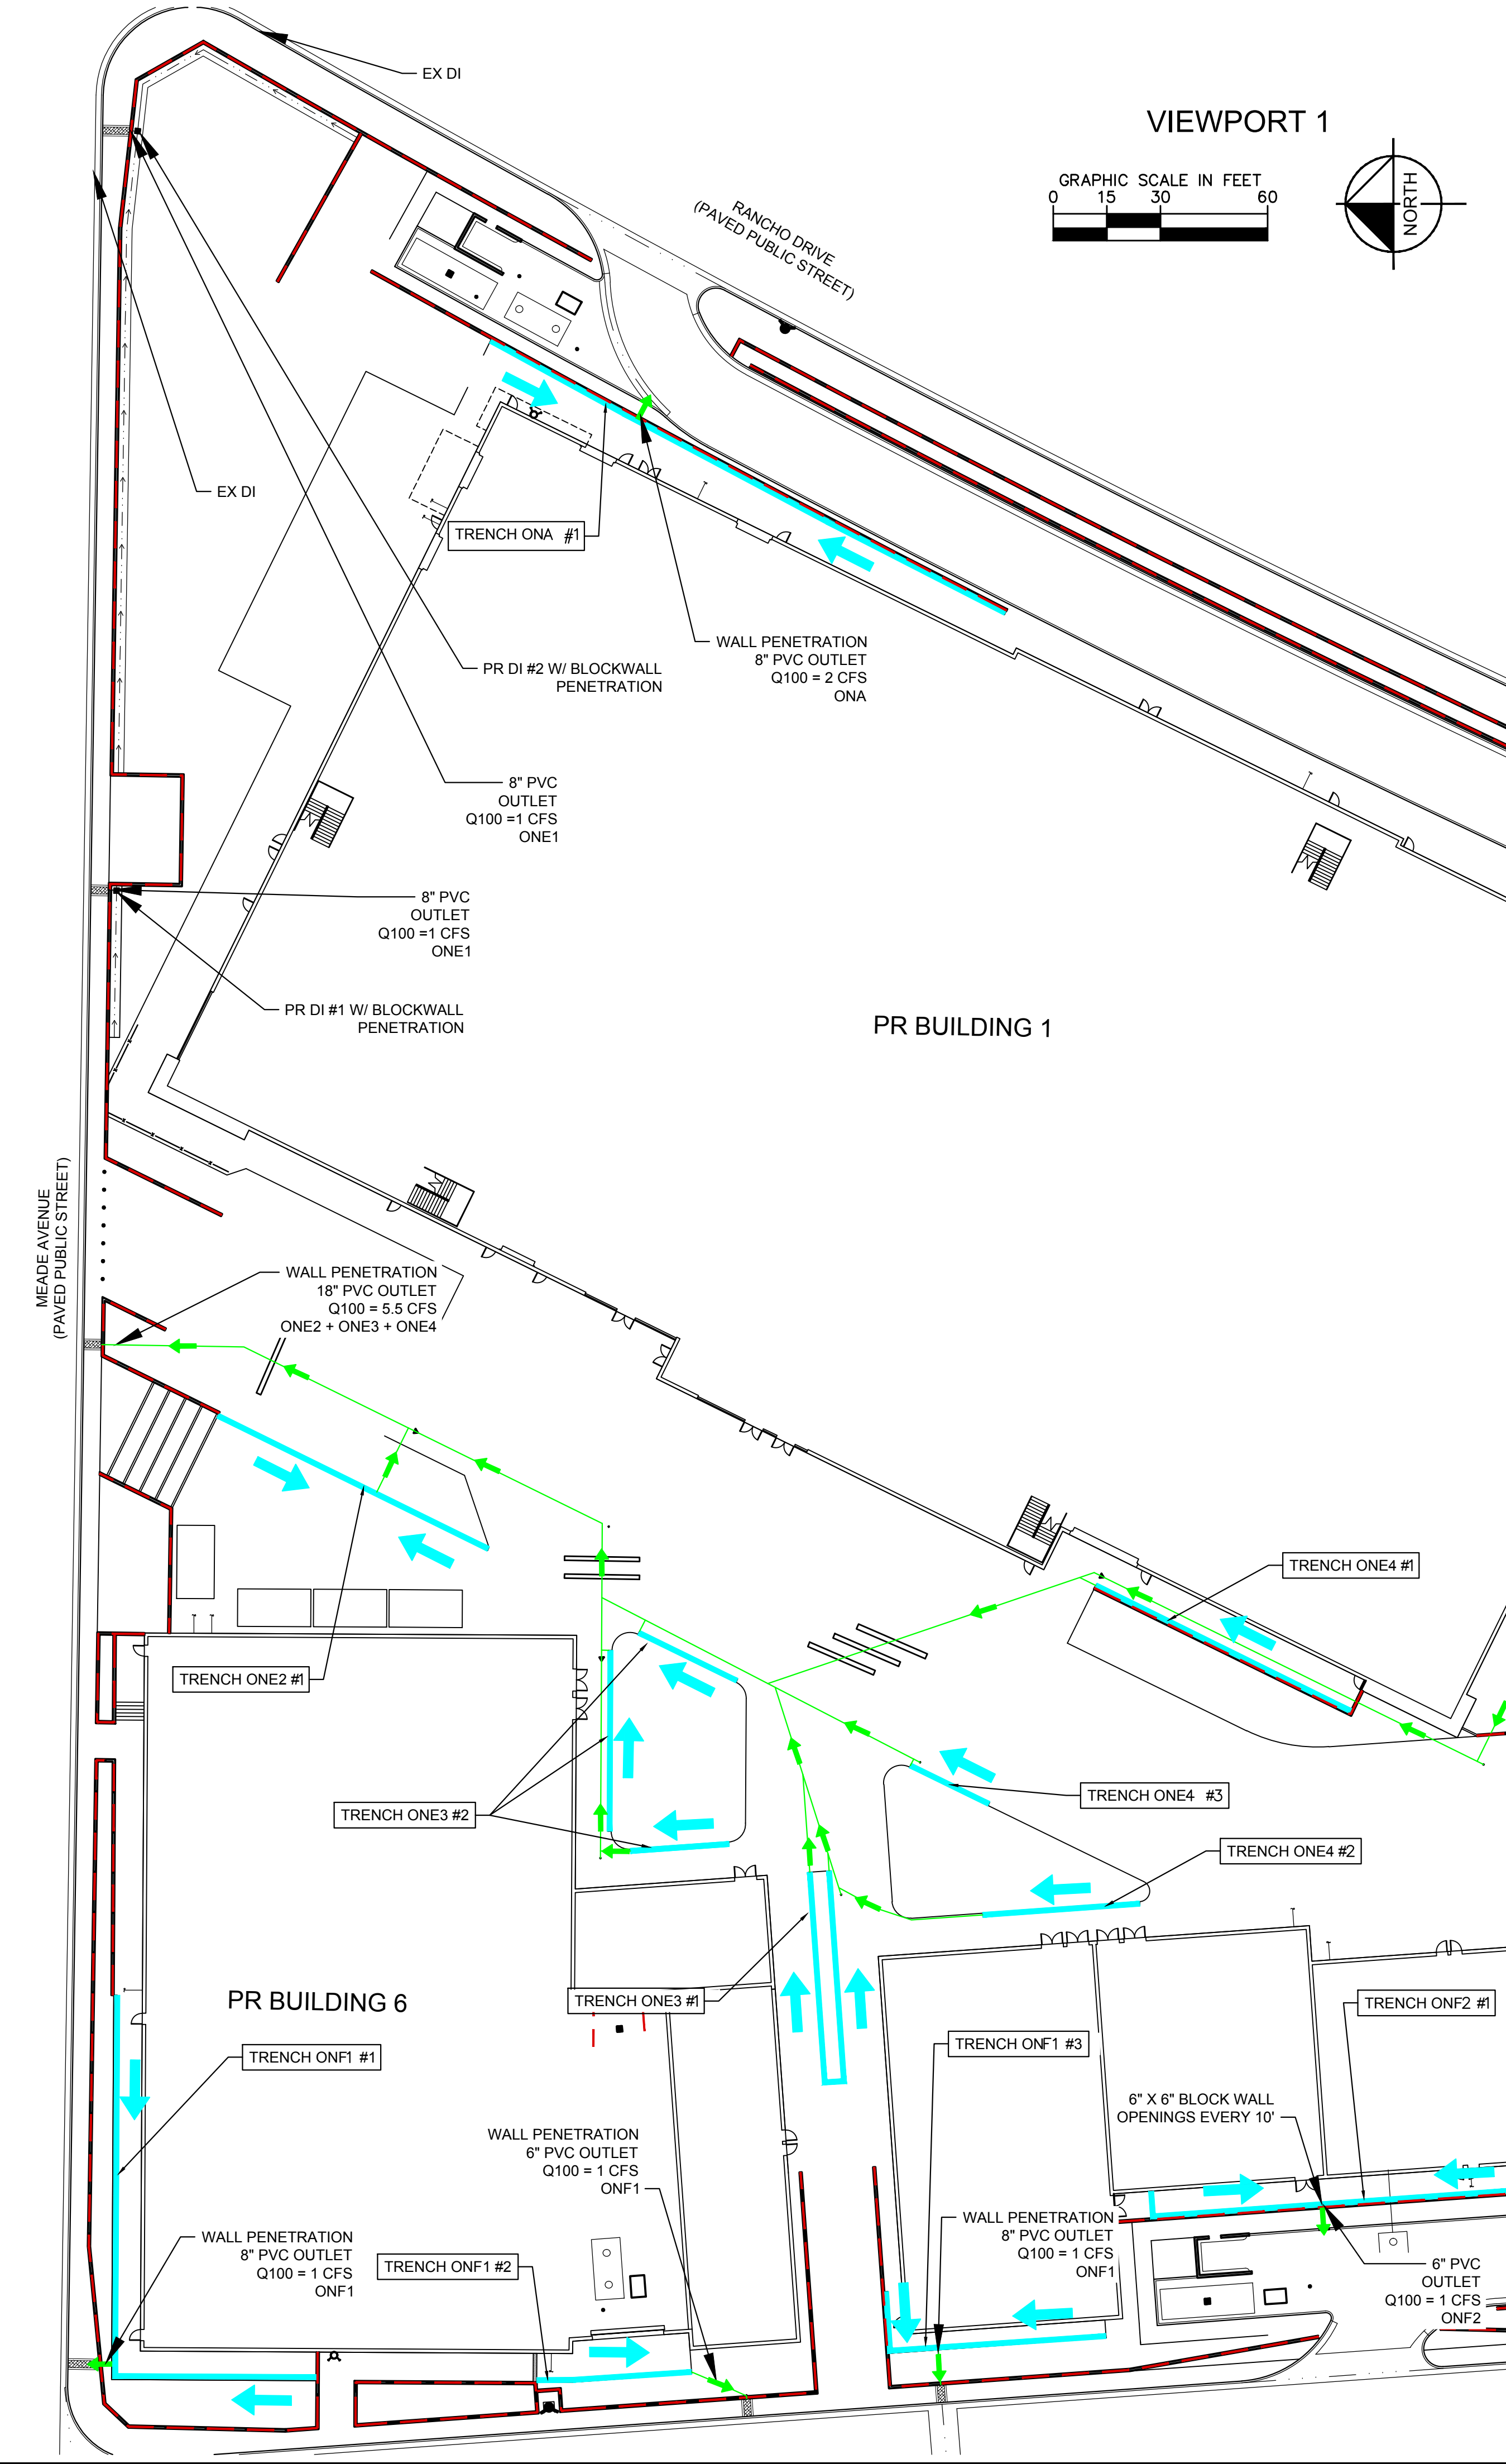 EX DI
VIEWPORT 1
GRAPHIC SCALE IN FEET
0 15 30 60
NORTH
RANCHO DRIVE
(PAVED PUBLIC STREET)
EX DI
TRENCH ONA #1
WALL PENETRATION
8" PVC OUTLET
Q100 = 2 CFS
ONA
PR DI #2 W/ BLOCKWALL
PENETRATION
8" PVC
OUTLET
Q100 =1 CFS
ONE1
8" PVC
OUTLET
Q100 =1 CFS
ONE1
PR DI #1 W/ BLOCKWALL
PENETRATION
PR BUILDING 1
MEADE AVENUE
(PAVED PUBLIC STREET)
WALL PENETRATION
18" PVC OUTLET
Q100 = 5.5 CFS
ONE2 + ONE3 + ONE4
TRENCH ONE4 #1
TRENCH ONE2 #1
TRENCH ONE4 #3
TRENCH ONE3 #2
TRENCH ONE4 #2
PR BUILDING 6
TRENCH ONE3 #1
TRENCH ONF2 #1
TRENCH ONF1 #1
TRENCH ONF1 #3
6" X 6" BLOCK WALL
OPENINGS EVERY 10'
WALL PENETRATION
6" PVC OUTLET
Q100 = 1 CFS
ONF1
WALL PENETRATION
8" PVC OUTLET
Q100 = 1 CFS
ONF1
WALL PENETRATION
8" PVC OUTLET
Q100 = 1 CFS
ONF1
TRENCH ONF1 #2
6" PVC
OUTLET
Q100 = 1 CFS
ONF2